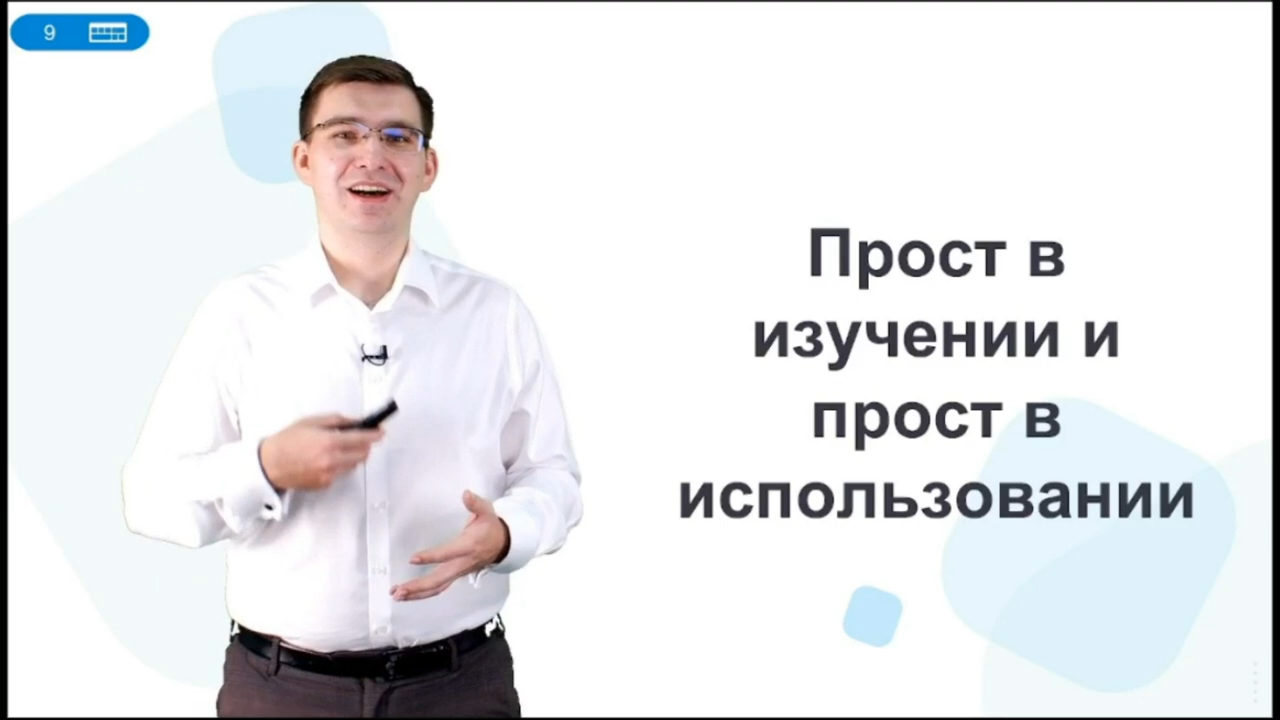 9
Прост в
изучении и
прост в
использовании